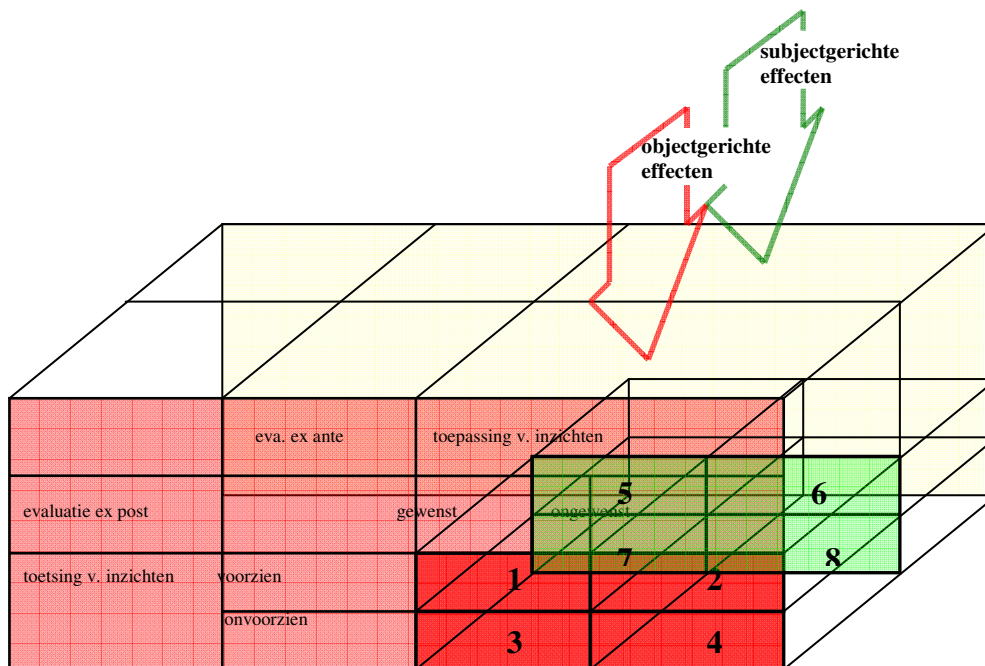 subjectgerichte
effecten
objectgerichte
effecten
eva. ex ante
toepassing v. inzichten
5
6
evaluatie ex post
gewenst
ongewenst
7
8
toetsing v. inzichten
voorzien
1
2
onvoorzien
3
4